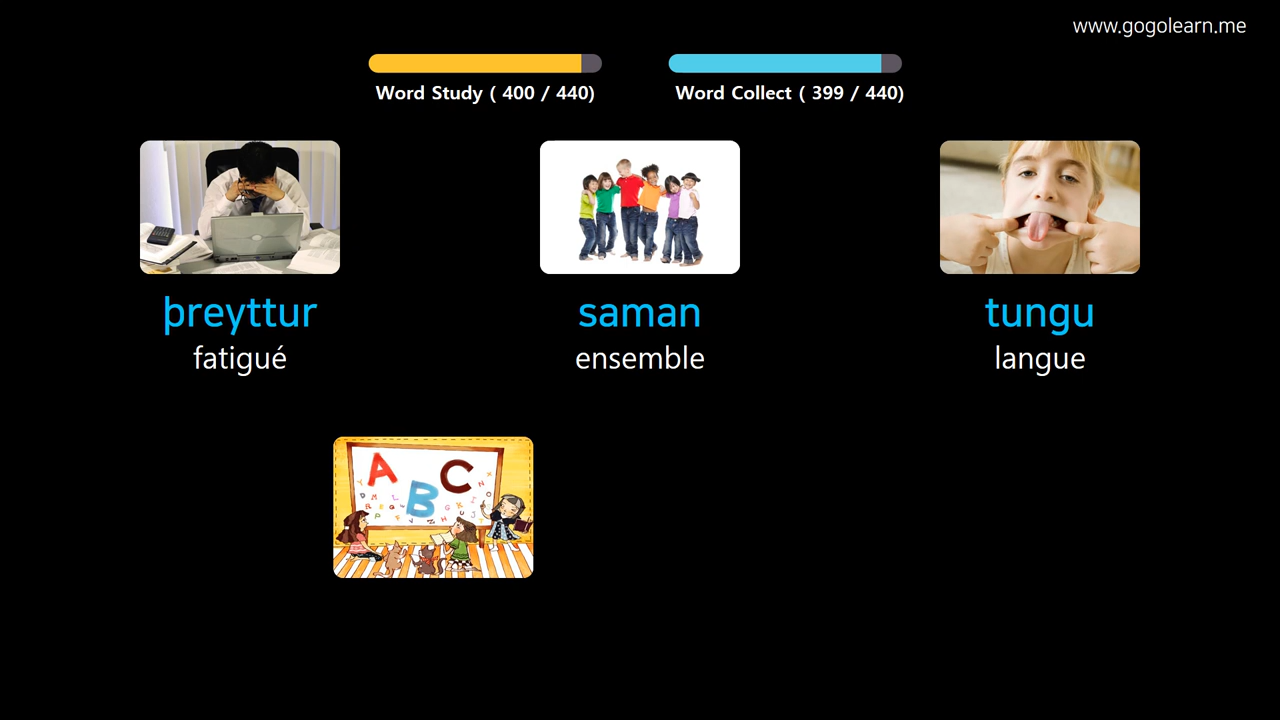 www.gogolearn.me
Word Study ( 400 / 440)
Word Collect ( 399 / 440)
þreyttur
fatigué
saman
ensemble
tungu
langue
A B C